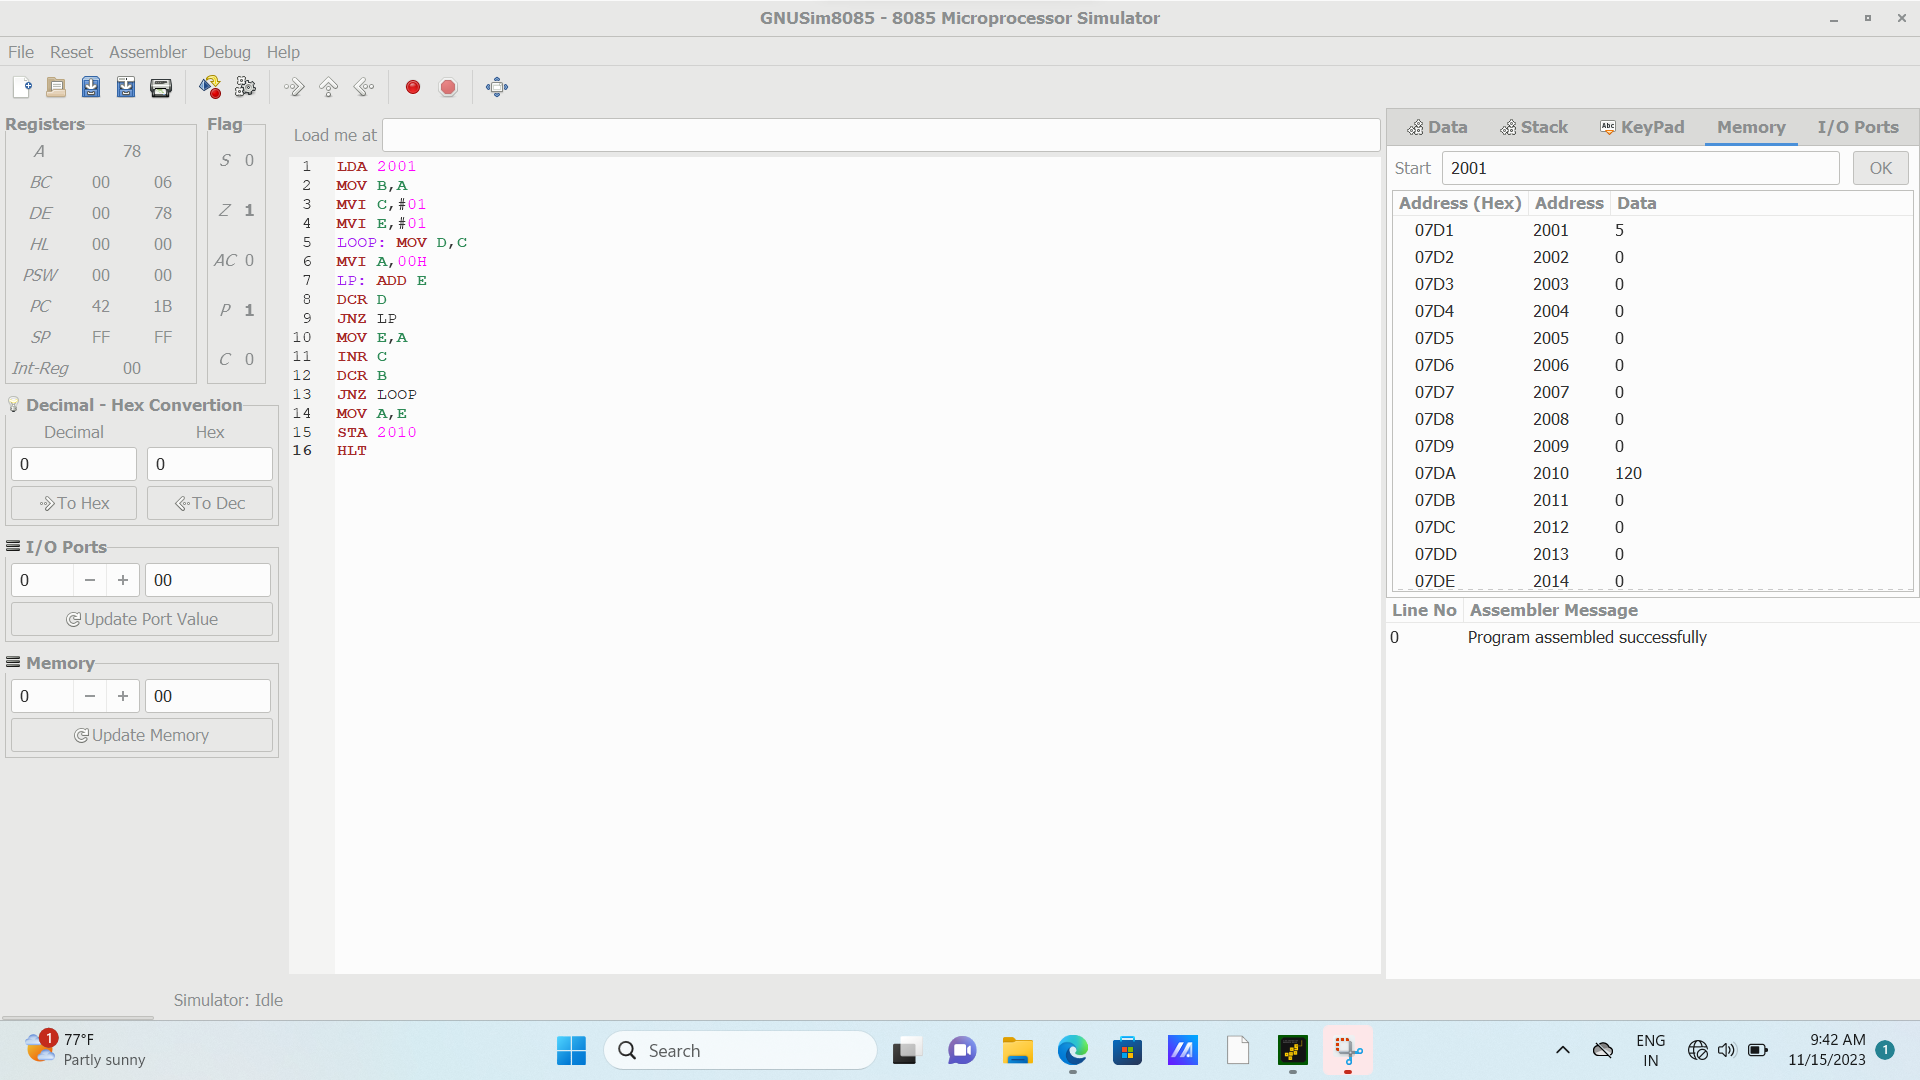 GNUSim8085 - 8085 Microprocessor Simulator
File Reset Assembler Debug Help
Registers
A 78
BC 00 06
DE 00 78
HL 00 00
PSW 00 00
PC 42 1B
SP FF FF
Int-Reg 00
Flag
S 0
Z 1
AC 0
P 1
C 0
Decimal - Hex Convertion
Decimal Hex
0 0
To Hex To Dec
I/O Ports
0 − + 00
Update Port Value
Memory
0 − + 00
Update Memory
Load me at
1 LDA 2001
2 MOV B,A
3 MVI C,#01
4 MVI E,#01
5 LOOP: MOV D,C
6 MVI A,00H
7 LP: ADD E
8 DCR D
9 JNZ LP
10 MOV E,A
11 INR C
12 DCR B
13 JNZ LOOP
14 MOV A,E
15 STA 2010
16 HLT
Data Stack Abc KeyPad Memory I/O Ports
Start 2001 OK
Address (Hex) Address Data
07D1 2001 5
07D2 2002 0
07D3 2003 0
07D4 2004 0
07D5 2005 0
07D6 2006 0
07D7 2007 0
07D8 2008 0
07D9 2009 0
07DA 2010 120
07DB 2011 0
07DC 2012 0
07DD 2013 0
07DE 2014 0
Line No Assembler Message
0 Program assembled successfully
Simulator: Idle
1 77°F
Partly sunny
Search
ENG
IN
9:42 AM
11/15/2023
1